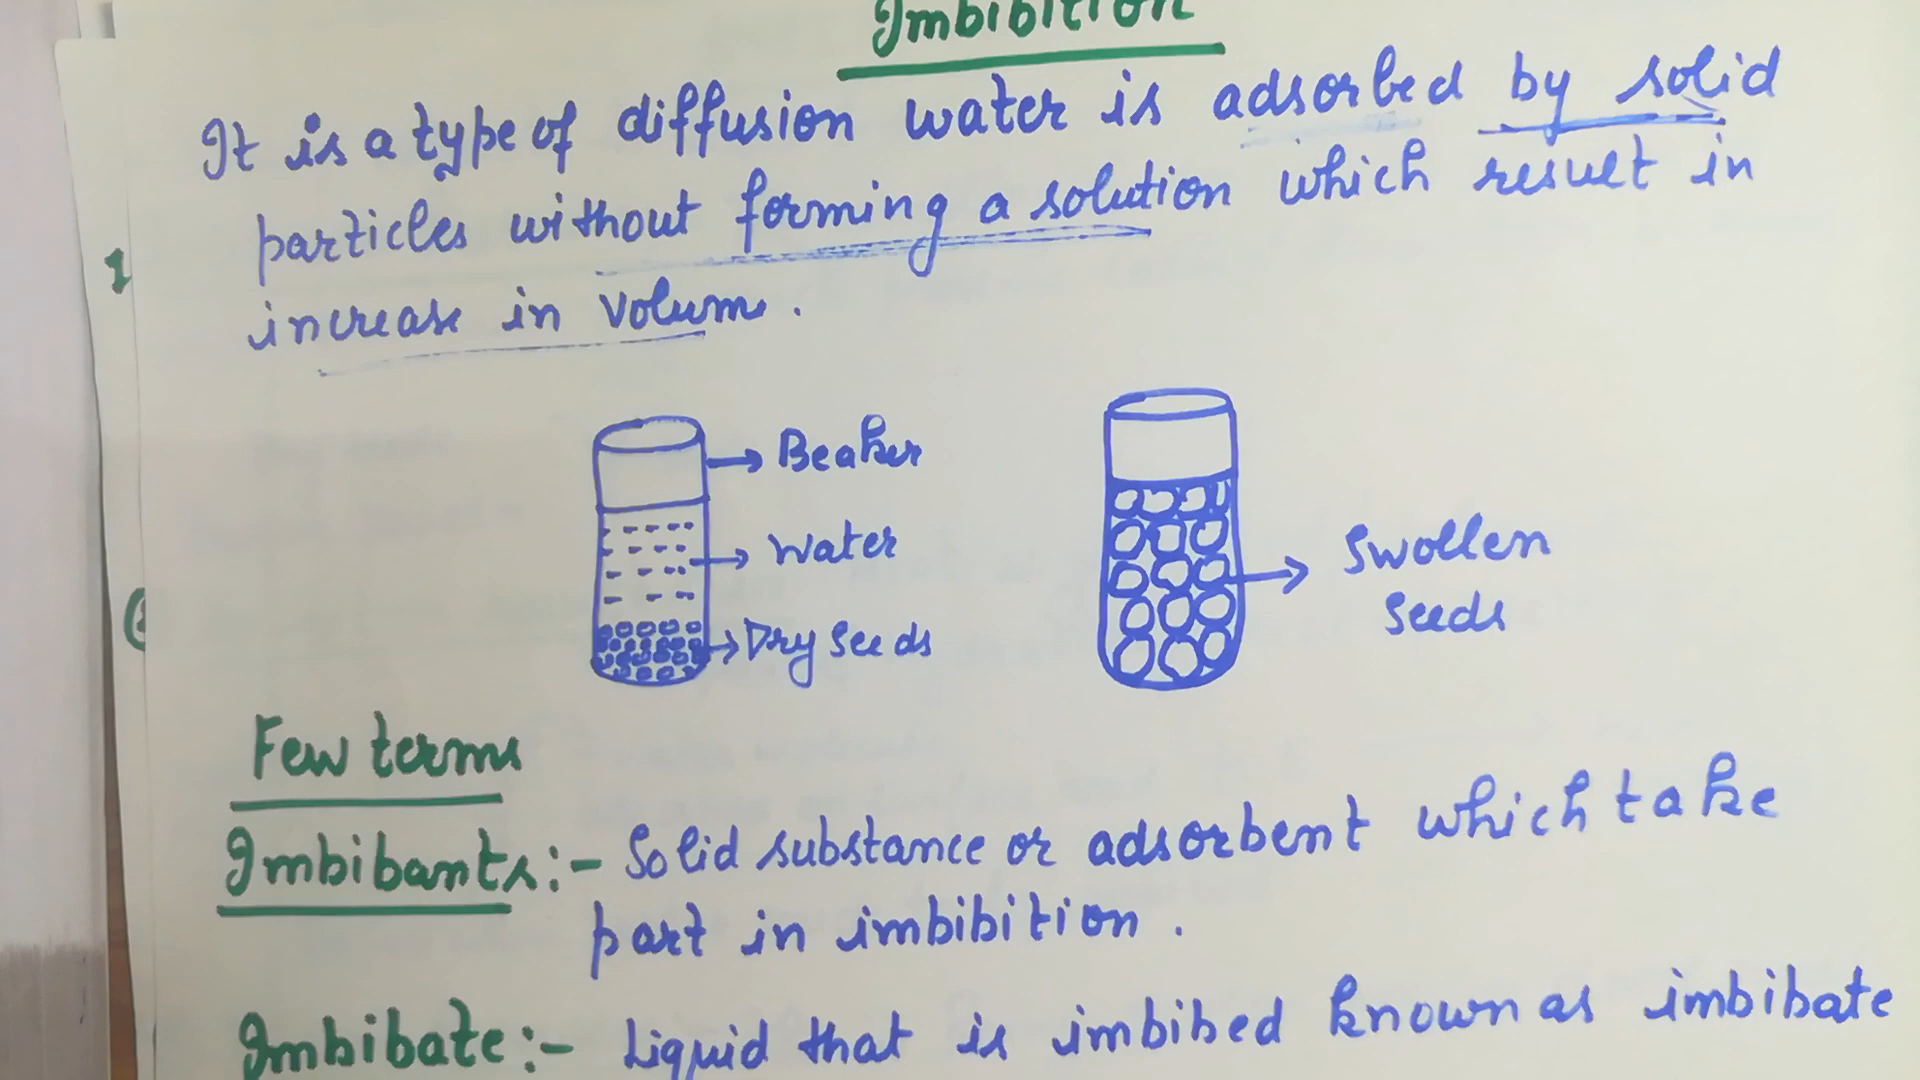 Imbibition
It is a type of diffusion water is adsorbed by solid
particles without forming a solution which result in
increase in volume.
Beaker
Water
Dry seeds
Swollen
seeds
Few terms
Imbibants:- Solid substance or adsorbent which take
part in imbibition.
Imbibate:- Liquid that is imbibed known as imbibate
1